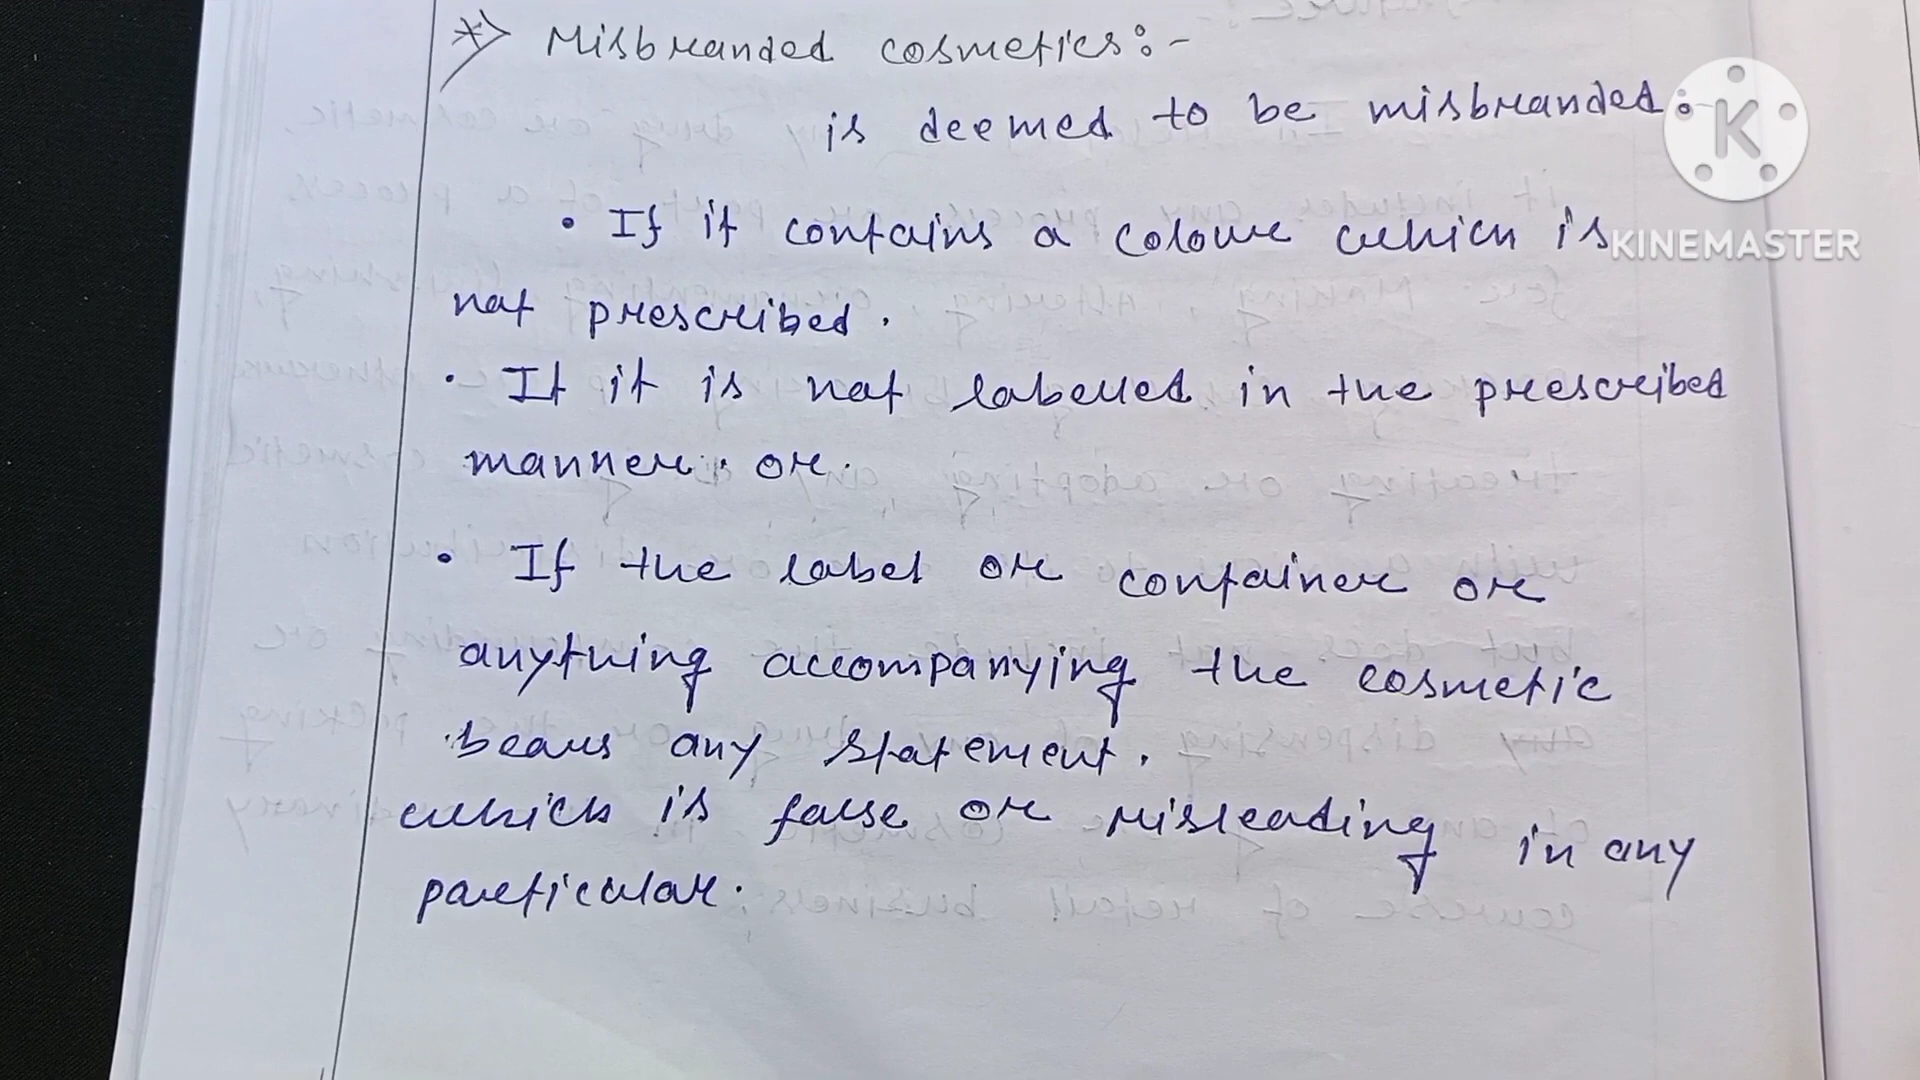 * Misbranded cosmetics:-
is deemed to be misbranded:-
• If it contains a colour which is
not prescribed.
• If it is not labelled in the prescribed
manner. or.
• If the label or container or
anything accompanying the cosmetic
bears any statement.
which is false or misleading in any
particular.
K
KINEMASTER